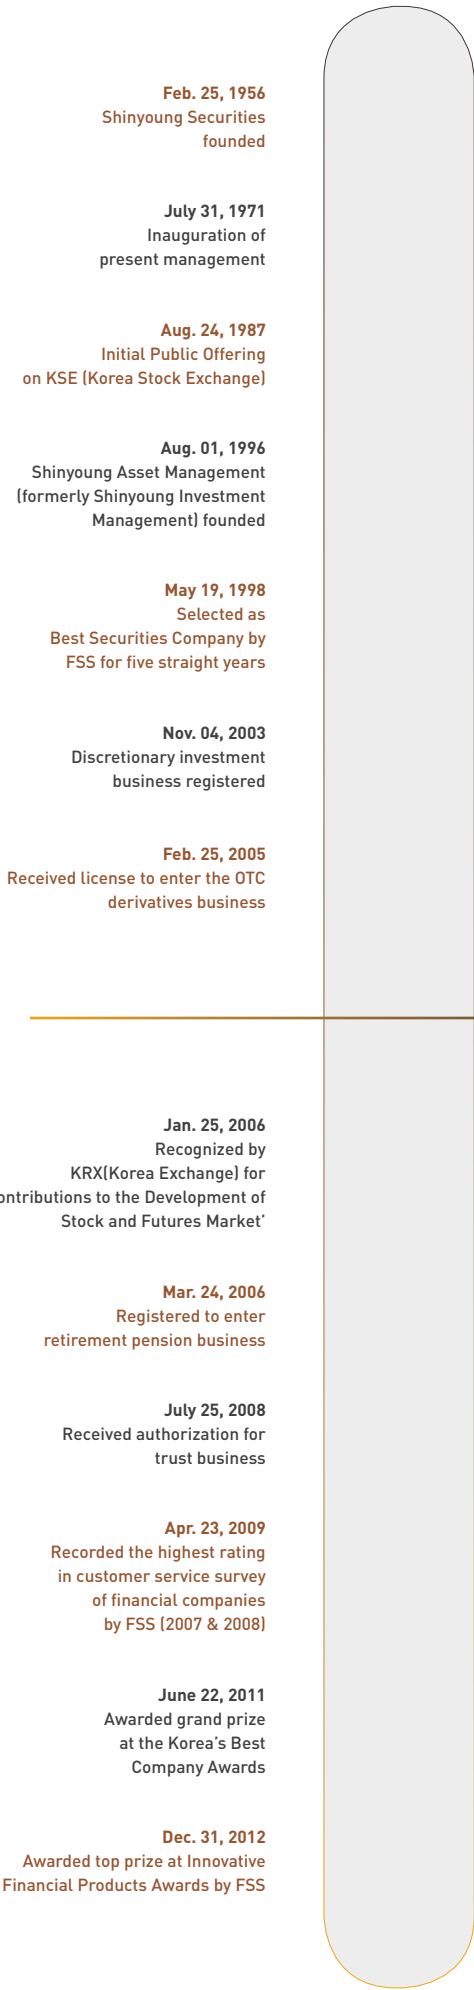 Feb. 25, 1956
Shinyoung Securities
founded
July 31, 1971
Inauguration of
present management
Aug. 24, 1987
Initial Public Offering
on KSE (Korea Stock Exchange)
Aug. 01, 1996
Shinyoung Asset Management
(formerly Shinyoung Investment
Management) founded
May 19, 1998
Selected as
Best Securities Company by
FSS for five straight years
Nov. 04, 2003
Discretionary investment
business registered
Feb. 25, 2005
Received license to enter the OTC
derivatives business
Jan. 25, 2006
Recognized by
KRX(Korea Exchange) for
ontributions to the Development of
Stock and Futures Market’
Mar. 24, 2006
Registered to enter
retirement pension business
July 25, 2008
Received authorization for
trust business
Apr. 23, 2009
Recorded the highest rating
in customer service survey
of financial companies
by FSS (2007 & 2008)
June 22, 2011
Awarded grand prize
at the Korea’s Best
Company Awards
Dec. 31, 2012
Awarded top prize at Innovative
Financial Products Awards by FSS